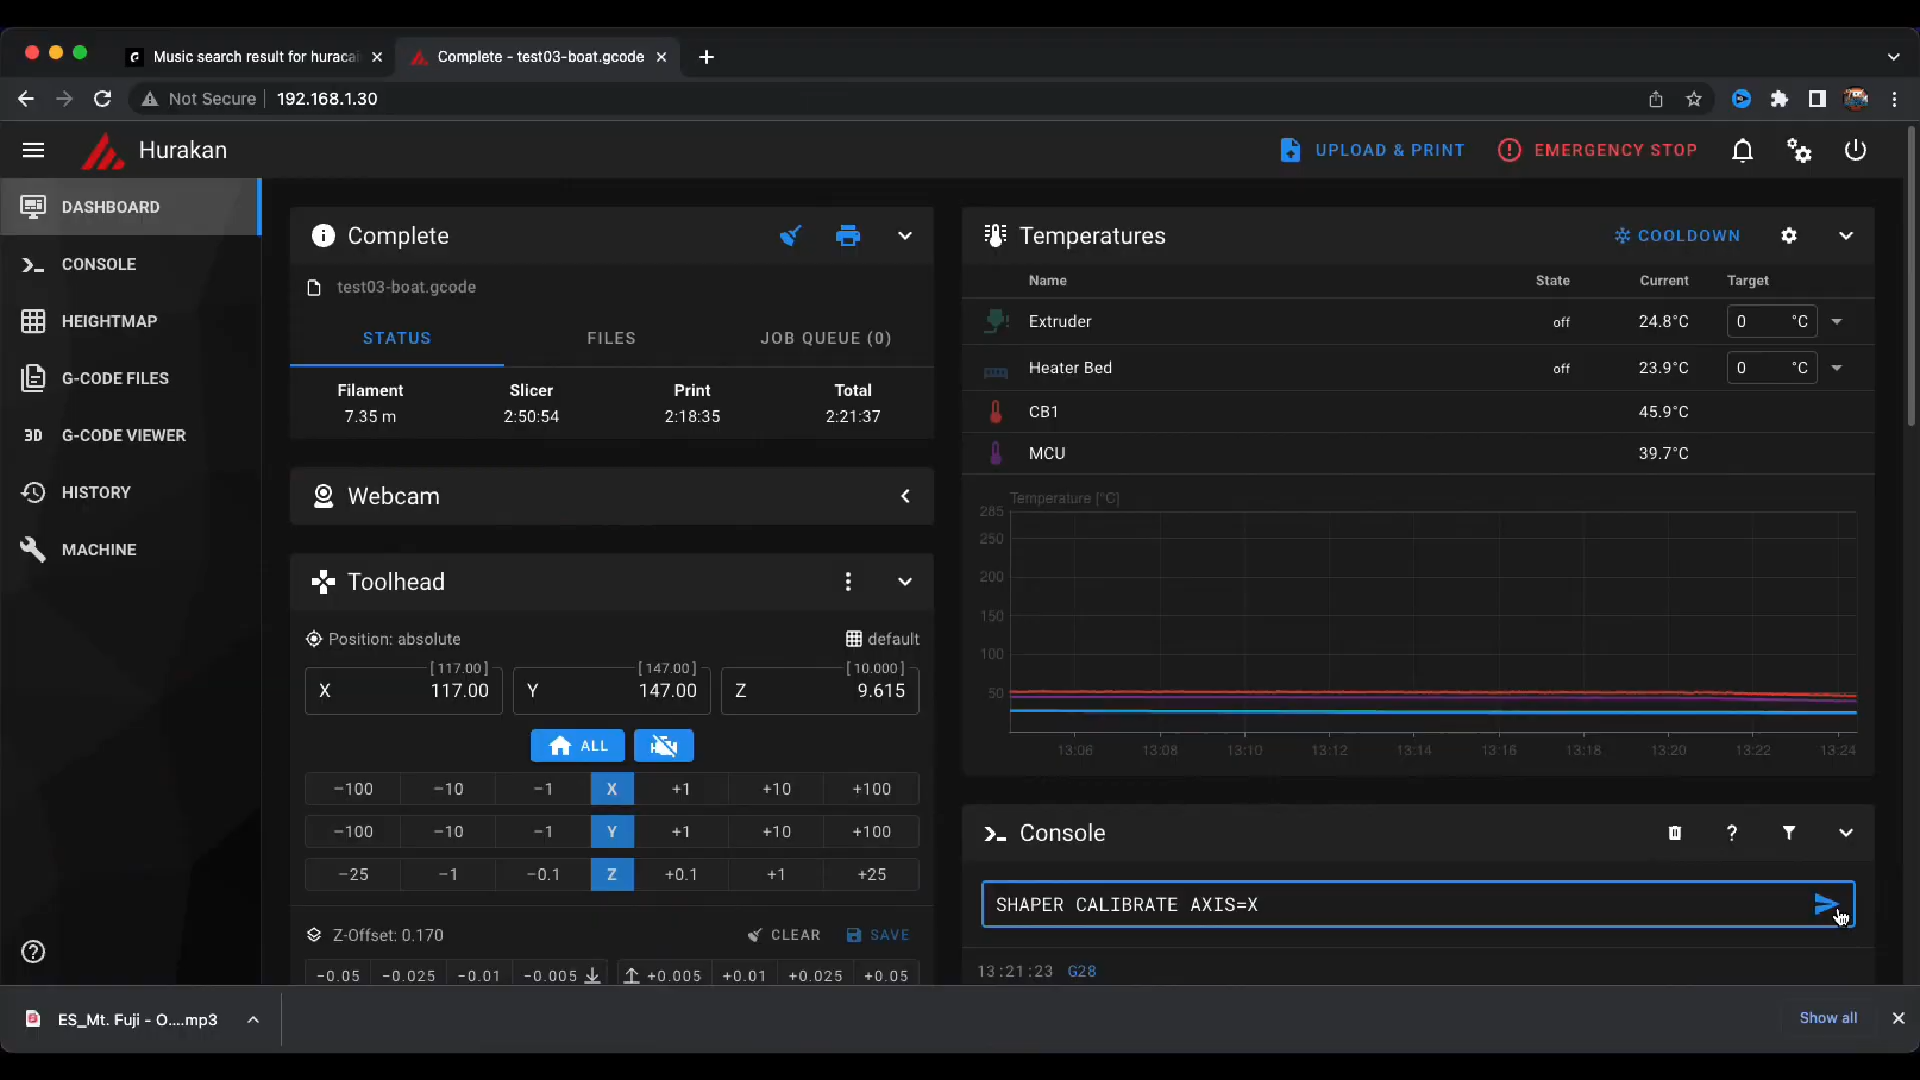 Music search result for huracai
Complete - test03-boat.gcode
Not Secure
192.168.1.30
Hurakan
UPLOAD & PRINT
EMERGENCY STOP
DASHBOARD
CONSOLE
HEIGHTMAP
G-CODE FILES
3D G-CODE VIEWER
HISTORY
MACHINE
Complete
test03-boat.gcode
STATUS FILES JOB QUEUE (0)
Filament Slicer Print Total
7.35 m 2:50:54 2:18:35 2:21:37
Webcam
Toolhead
Position: absolute
default
[117.00] [147.00] [10.000]
X 117.00 Y 147.00 Z 9.615
ALL
-100 -10 -1 X +1 +10 +100
-100 -10 -1 Y +1 +10 +100
-25 -1 -0.1 Z +0.1 +1 +25
Z-Offset: 0.170
CLEAR SAVE
-0.05 -0.025 -0.01 -0.005 +0.005 +0.01 +0.025 +0.05
Temperatures
COOLDOWN
Name State Current Target
Extruder off 24.8°C 0 °C
Heater Bed off 23.9°C 0 °C
CB1 45.9°C
MCU 39.7°C
Temperature [°C]
285
250
200
150
100
50
13:06 13:08 13:10 13:12 13:14 13:16 13:18 13:20 13:22 13:24
Console
SHAPER CALIBRATE AXIS=X
13:21:23 G28
ES_Mt. Fuji - O....mp3
Show all